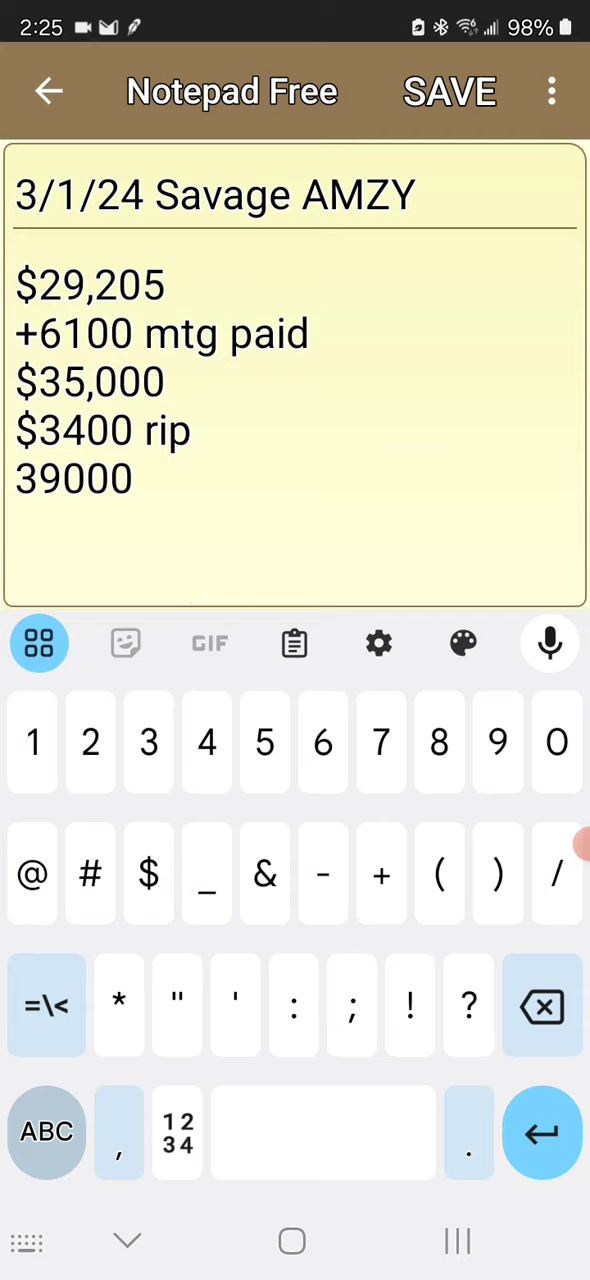 2:25 98%
Notepad Free SAVE
3/1/24 Savage AMZY
$29,205
+6100 mtg paid
$35,000
$3400 rip
39000
GIF
1 2 3 4 5 6 7 8 9 0
@ # $ _ & - + ( ) /
=\< * " ' : ; ! ?
ABC , 1 2 .
3 4